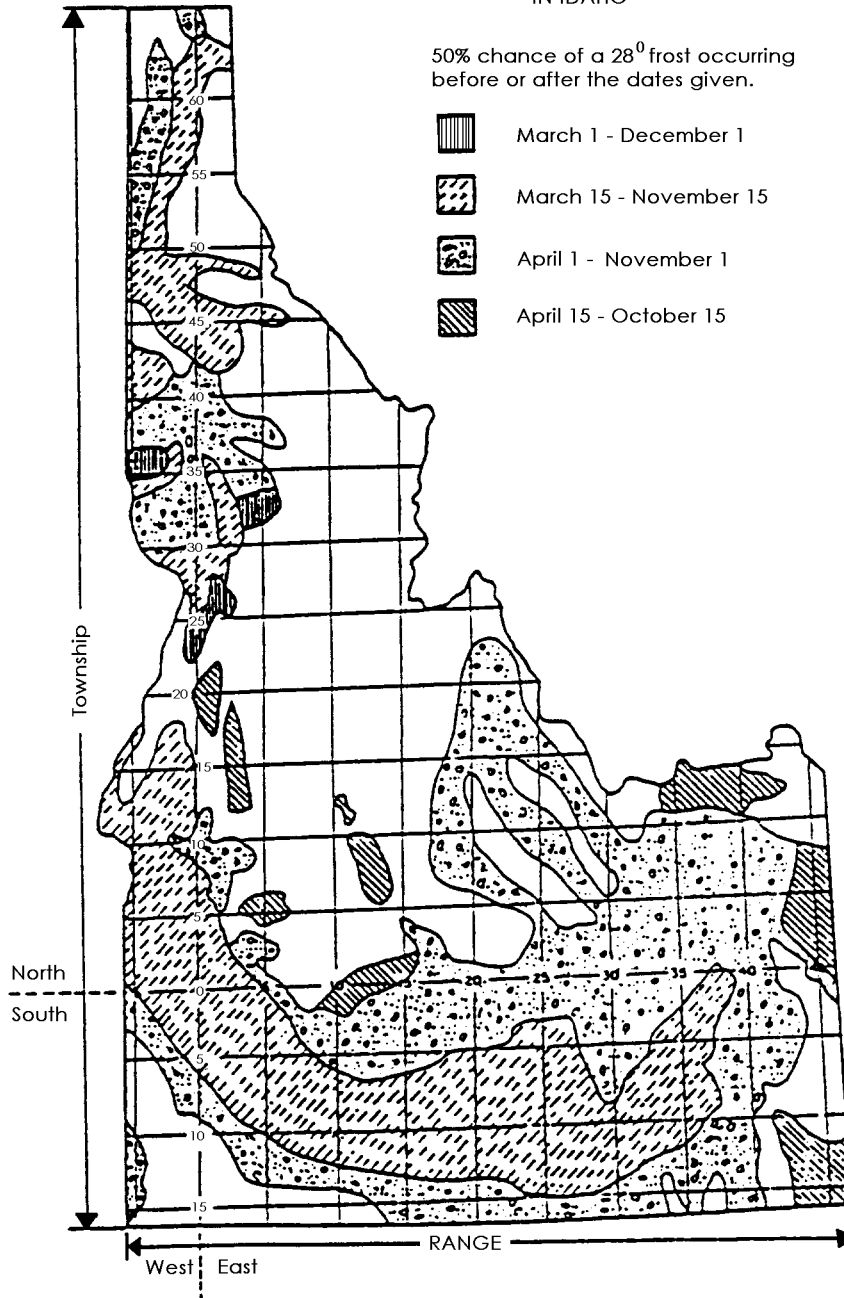 IN IDAHO
50% chance of a 28⁰ frost occurring
before or after the dates given.
March 1 - December 1
March 15 - November 15
April 1 - November 1
April 15 - October 15
60
55
50
45
40
35
30
25
20
15
10
5
20 25 30 35 40
0
5
10
15
Township
North
South
RANGE
West East